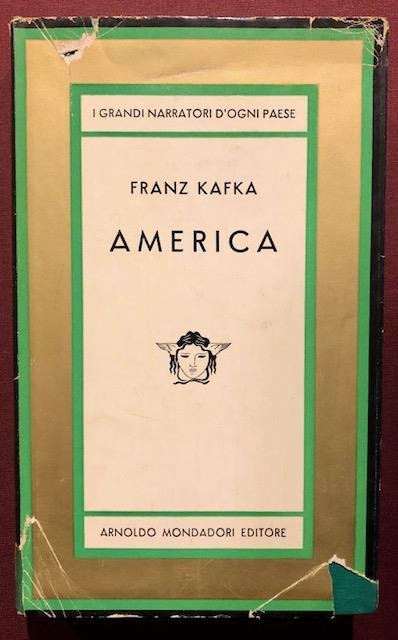 I GRANDI NARRATORI D'OGNI PAESE
FRANZ KAFKA
AMERICA
ARNOLDO MONDADORI EDITORE